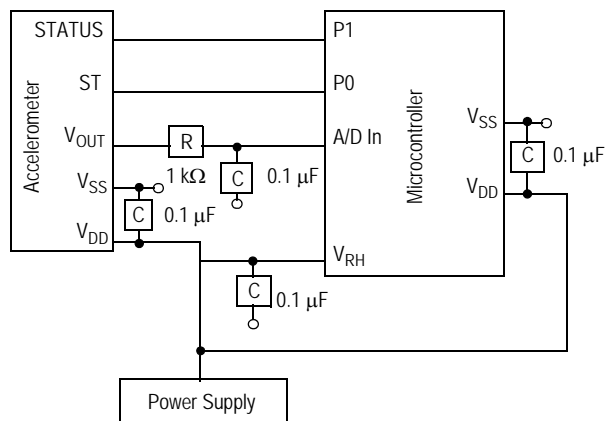 STATUS
ST
V_OUT
V_SS
V_DD
Accelerometer
R
1 kΩ
C
0.1 µF
C
0.1 µF
P1
P0
A/D In
V_RH
Microcontroller
V_SS
V_DD
C
0.1 µF
C
0.1 µF
Power Supply